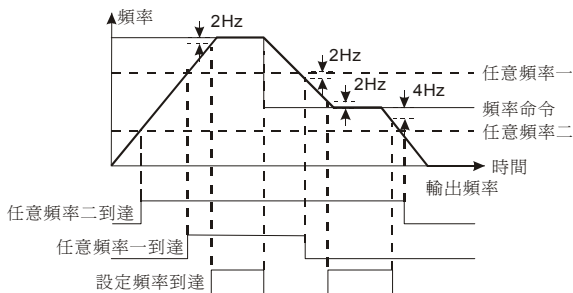 頻率
2Hz
2Hz
任意頻率一
2Hz
4Hz
頻率命令
任意頻率二
時間
輸出頻率
任意頻率二到達
任意頻率一到達
設定頻率到達